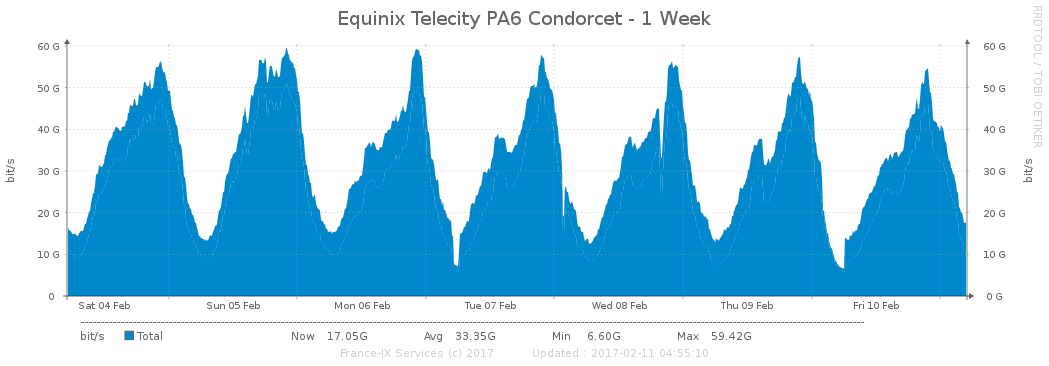 Equinix Telecity PA6 Condorcet - 1 Week
RRDTOOL / TOBI OETIKER
60 G 60 G
50 G 50 G
40 G 40 G
30 G 30 G
20 G 20 G
10 G 10 G
0 0 G
bit/s
bit/s
Sat 04 Feb Sun 05 Feb Mon 06 Feb Tue 07 Feb Wed 08 Feb Thu 09 Feb Fri 10 Feb
bit/s Total Now 17.05G Avg 33.35G Min 6.60G Max 59.42G
France-IX Services (c) 2017 Updated : 2017-02-11 04:55:10